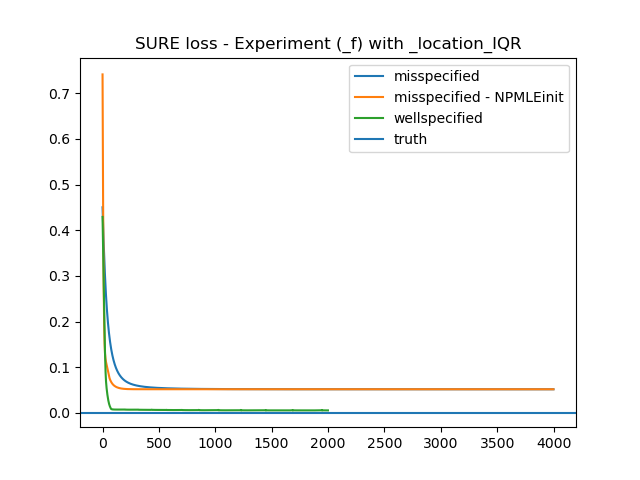 SURE loss - Experiment (_f) with _location_IQR
misspecified
misspecified - NPMLEinit
wellspecified
truth
0.7
0.6
0.5
0.4
0.3
0.2
0.1
0.0
0 500 1000 1500 2000 2500 3000 3500 4000